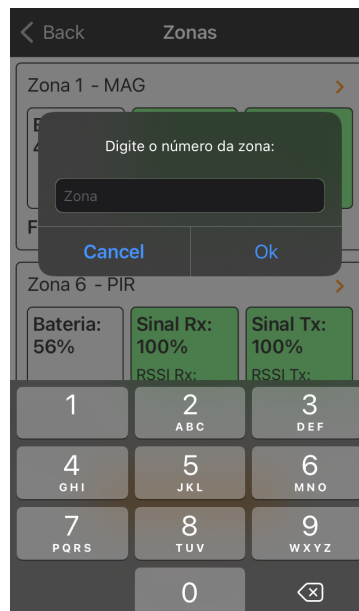 Back
Zonas
Zona 1 - MAG
Digite o número da zona:
Zona
Cancel
Ok
Zona 6 - PIR
Bateria:
56%
Sinal Rx:
100%
RSSI Rx:
Sinal Tx:
100%
RSSI Tx:
1
2
ABC
3
DEF
4
GHI
5
JKL
6
MNO
7
PQRS
8
TUV
9
WXYZ
0